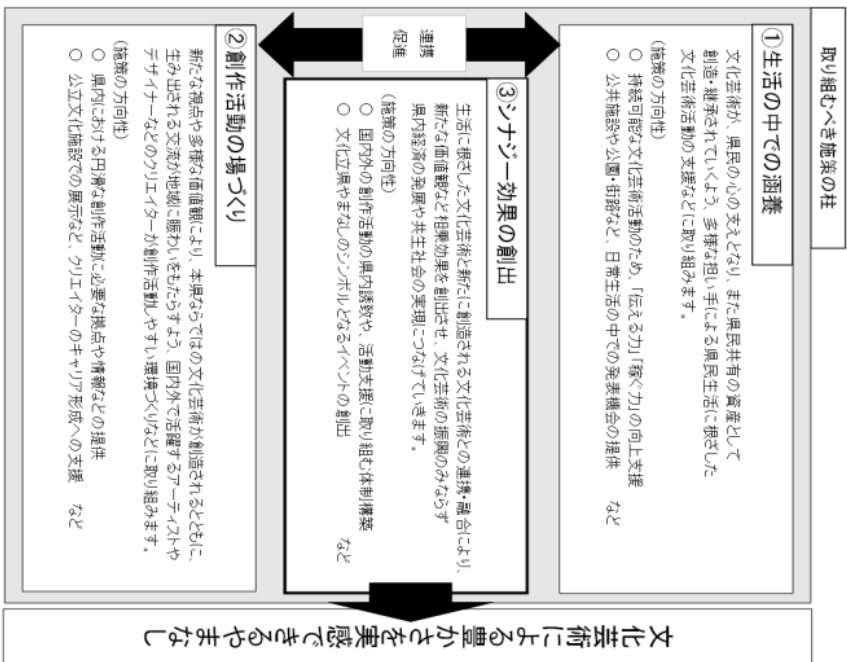 取り組むべき施策の柱
①生活の中での涵養
文化芸術が、県民の心の支えとなり、また県民共有の資産として
創造・継承されていくよう、多様な担い手による県民生活に根ざした
文化芸術活動の支援などに取り組みます。
(施策の方向性)
○ 持続可能な文化芸術活動のため、「伝える力」「稼ぐ力」の向上支援
○ 公共施設や公園・街路など、日常生活の中での発表機会の提供 など
連携
促進
③シナジー効果の創出
生活に根ざした文化芸術と新たに創造される文化芸術との連携・融合により、
新たな価値観など相乗効果を創出させ、文化芸術の振興のみならず
県内経済の発展や共生社会の実現につなげていきます。
(施策の方向性)
○ 国内外の創作活動の県内誘致や、活動支援に取り組む体制構築
○ 文化立県やまなしのシンボルとなるイベントの創出 など
②創作活動の場づくり
新たな視点や多様な価値観により、本県ならではの文化芸術が創造されるとともに、
生み出される交流が地域に賑わいをもたらすよう、国内外で活躍するアーティストや
デザイナーなどのクリエイターが創作活動しやすい環境づくりなどに取り組みます。
(施策の方向性)
○ 県内における円滑な創作活動に必要な拠点や情報などの提供
○ 公立文化施設での展示など、クリエイターのキャリア形成への支援 など
文化芸術による豊かさを実感できるやまなし